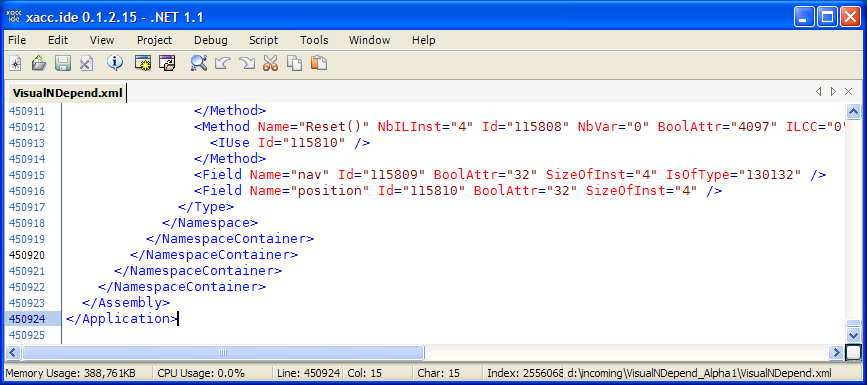 xacc.ide 0.1.2.15 - .NET 1.1
File Edit View Project Debug Script Tools Window Help
VisualNDepend.xml
450911 </Method>
450912 <Method Name="Reset()" NbILInst="4" Id="115808" NbVar="0" BoolAttr="4097" ILCC="0"
450913 <IUse Id="115810" />
450914 </Method>
450915 <Field Name="nav" Id="115809" BoolAttr="32" SizeOfInst="4" IsOfType="130132" />
450916 <Field Name="position" Id="115810" BoolAttr="32" SizeOfInst="4" />
450917 </Type>
450918 </Namespace>
450919 </NamespaceContainer>
450920 </NamespaceContainer>
450921 </NamespaceContainer>
450922 </NamespaceContainer>
450923 </Assembly>
450924 </Application>
450925
Memory Usage: 388,761KB CPU Usage: 0.0% Line: 450924 Col: 15 Char: 15 Index: 2556068 d:\incoming\VisualNDepend_Alpha1\VisualNDepend.xml